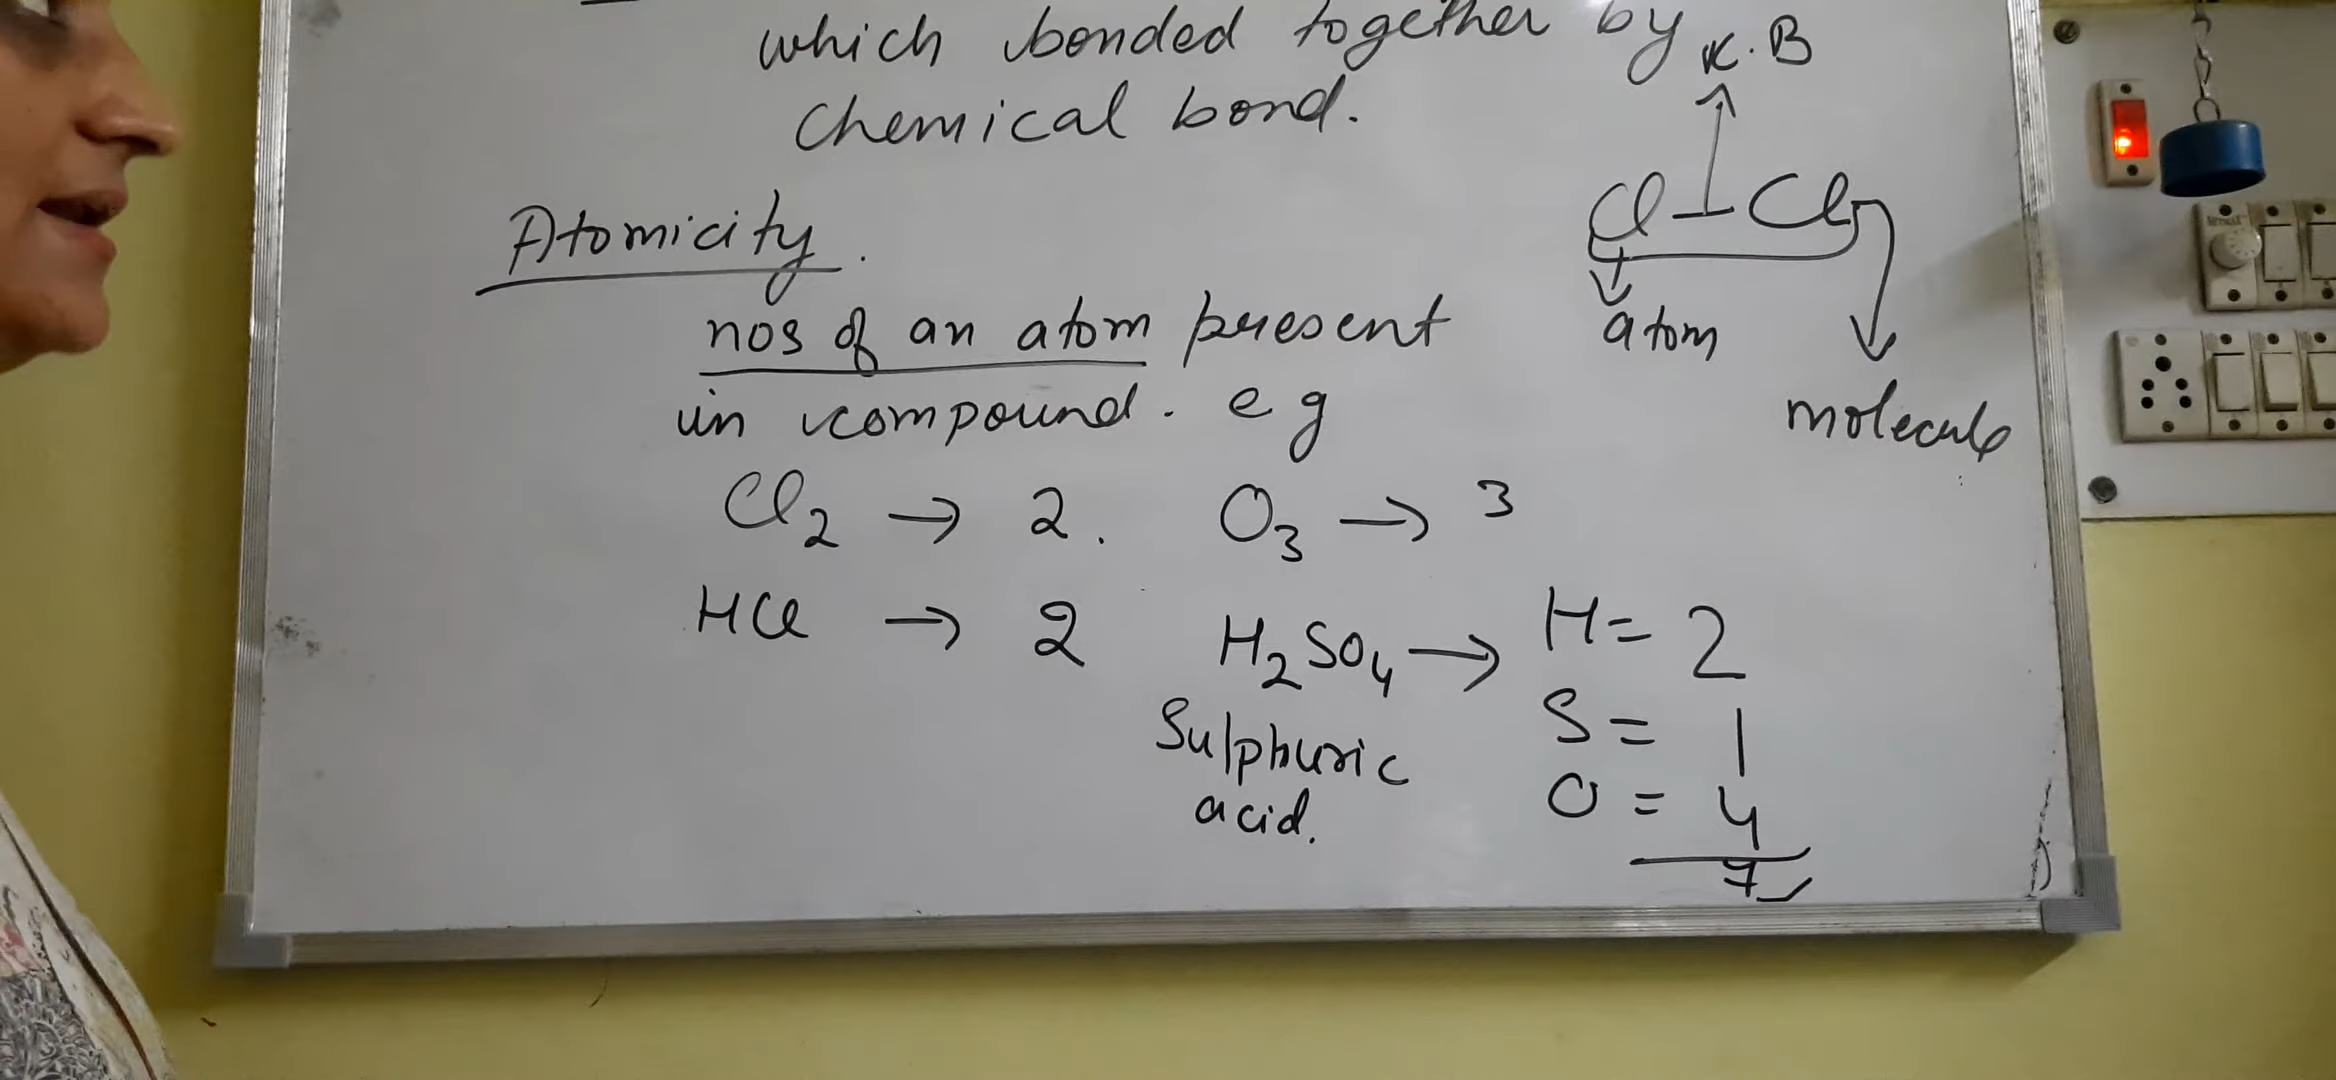 which bonded together by
chemical bond.
K.B
Cl - Cl
atom
molecule
Atomicity.
nos of an atom present
in compound. eg
Cl₂ → 2.
O₃ → 3
HCl → 2
H₂SO₄ → H = 2
S = 1
O = 4
7
Sulphuric
acid.